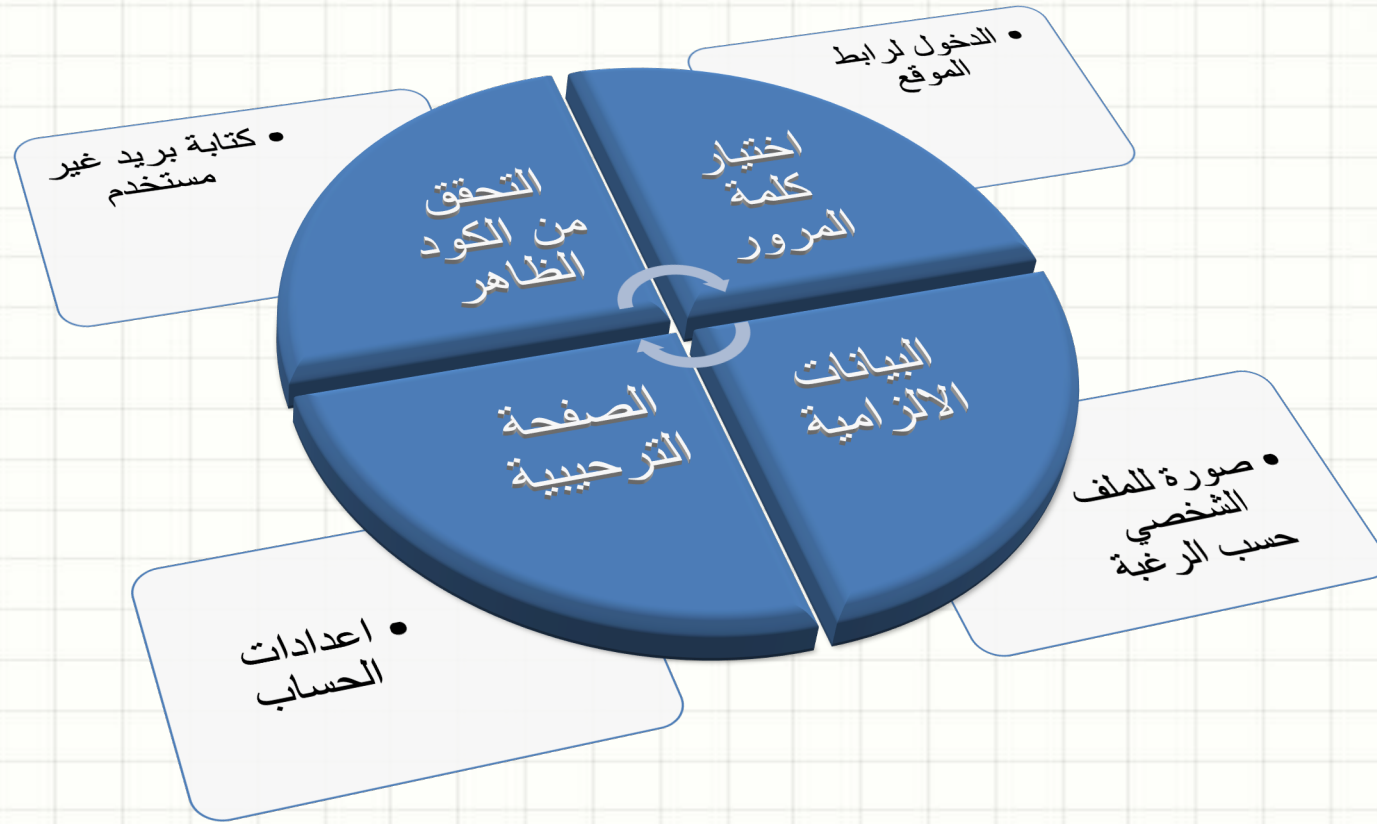 • الدخول لرابط
الموقع
• كتابة بريد غير
مستخدم
اختيار
كلمة
المرور
التحقق
من الكود
الظاهر
البيانات
الالزامية
الصفحة
الترحيبية
• صورة للملف
الشخصي
حسب الرغبة
• اعدادات
الحساب